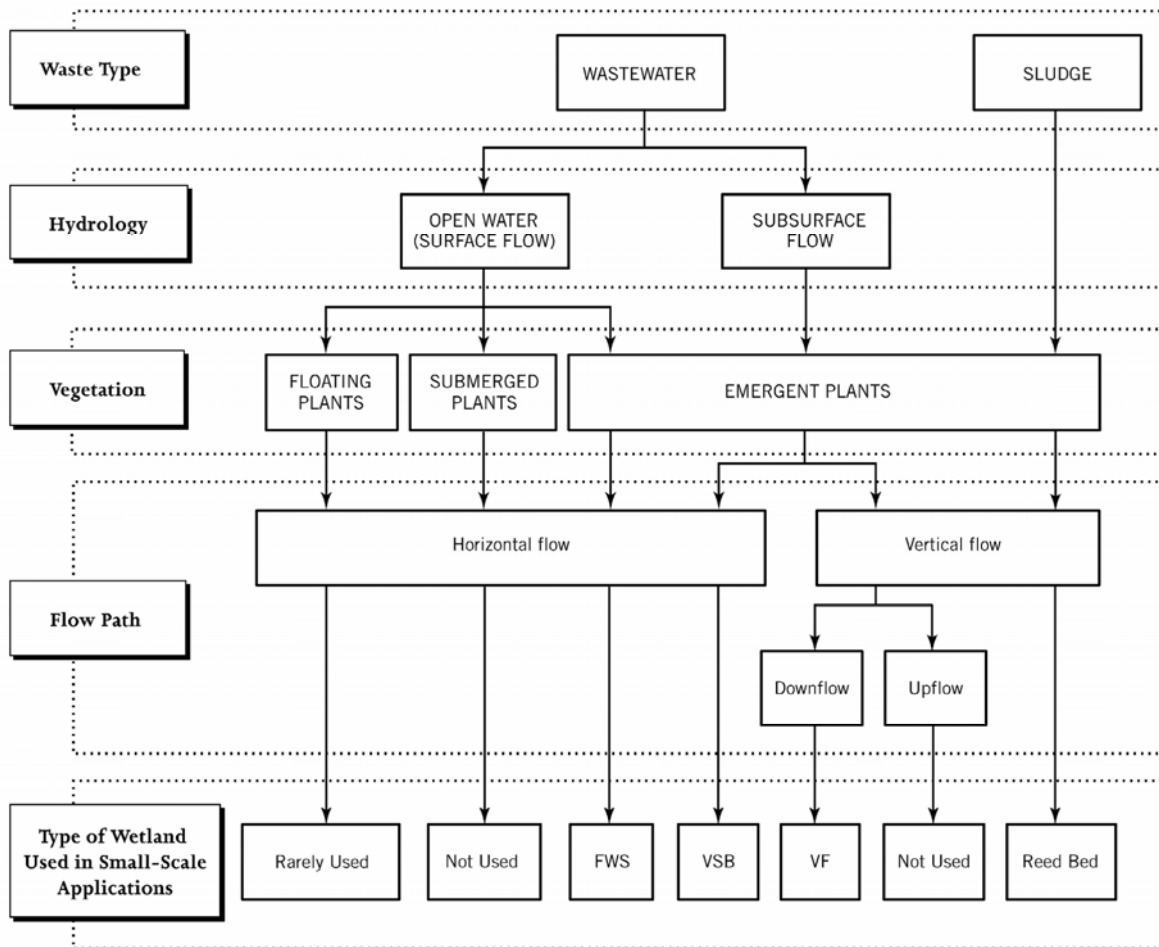 Waste Type
WASTEWATER
SLUDGE
Hydrology
OPEN WATER
(SURFACE FLOW)
SUBSURFACE
FLOW
Vegetation
FLOATING
PLANTS
SUBMERGED
PLANTS
EMERGENT PLANTS
Flow Path
Horizontal flow
Vertical flow
Downflow
Upflow
Type of Wetland
Used in Small-Scale
Applications
Rarely Used
Not Used
FWS
VSB
VF
Not Used
Reed Bed